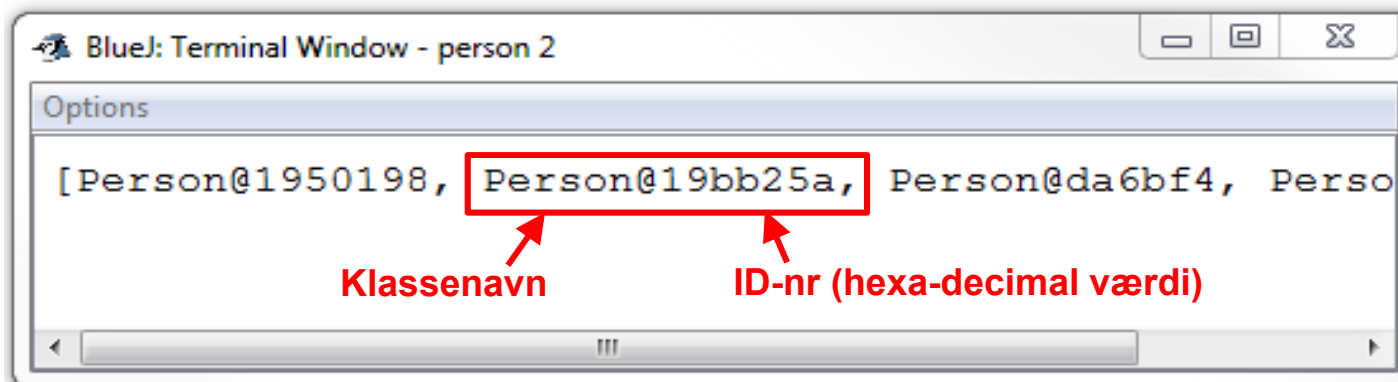 BlueJ: Terminal Window - person 2
Options
[Person@1950198, Person@19bb25a, Person@da6bf4, Perso
Klassenavn ID-nr (hexa-decimal værdi)